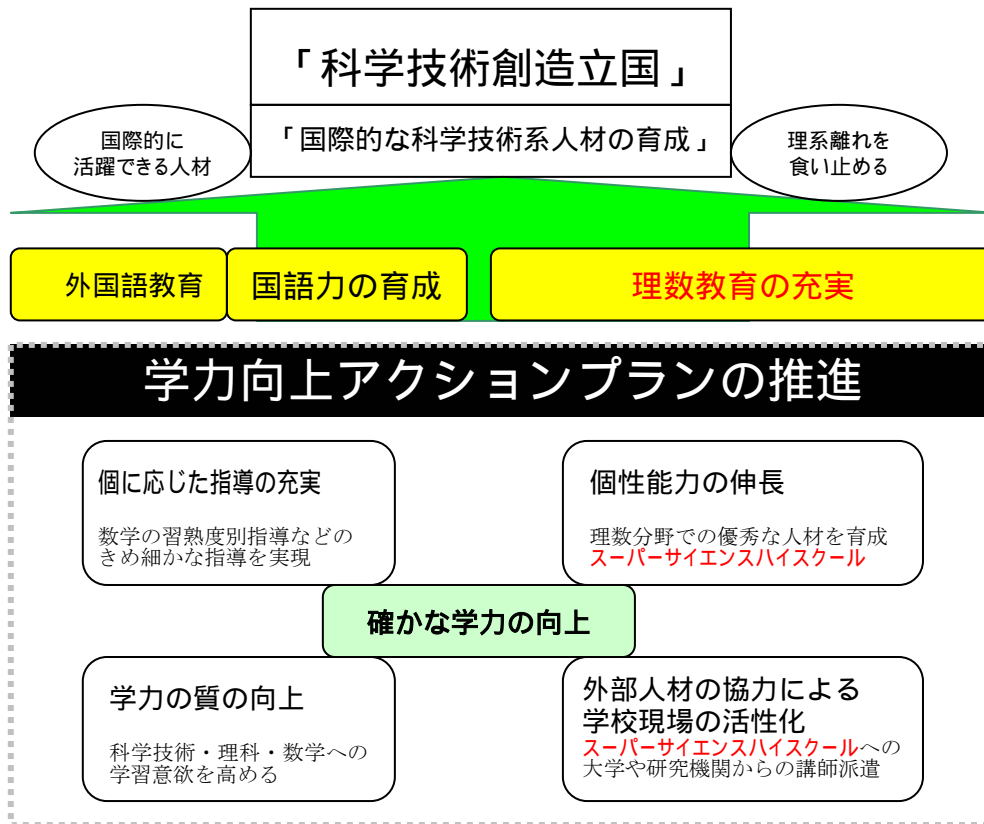 「科学技術創造立国」
「国際的な科学技術系人材の育成」
国際的に
活躍できる人材
理系離れを
食い止める
外国語教育
国語力の育成
理数教育の充実
学力向上アクションプランの推進
個に応じた指導の充実
数学の習熟度別指導などの
きめ細かな指導を実現
個性能力の伸長
理数分野での優秀な人材を育成
スーパーサイエンスハイスクール
確かな学力の向上
学力の質の向上
科学技術・理科・数学への
学習意欲を高める
外部人材の協力による
学校現場の活性化
スーパーサイエンスハイスクールへの
大学や研究機関からの講師派遣